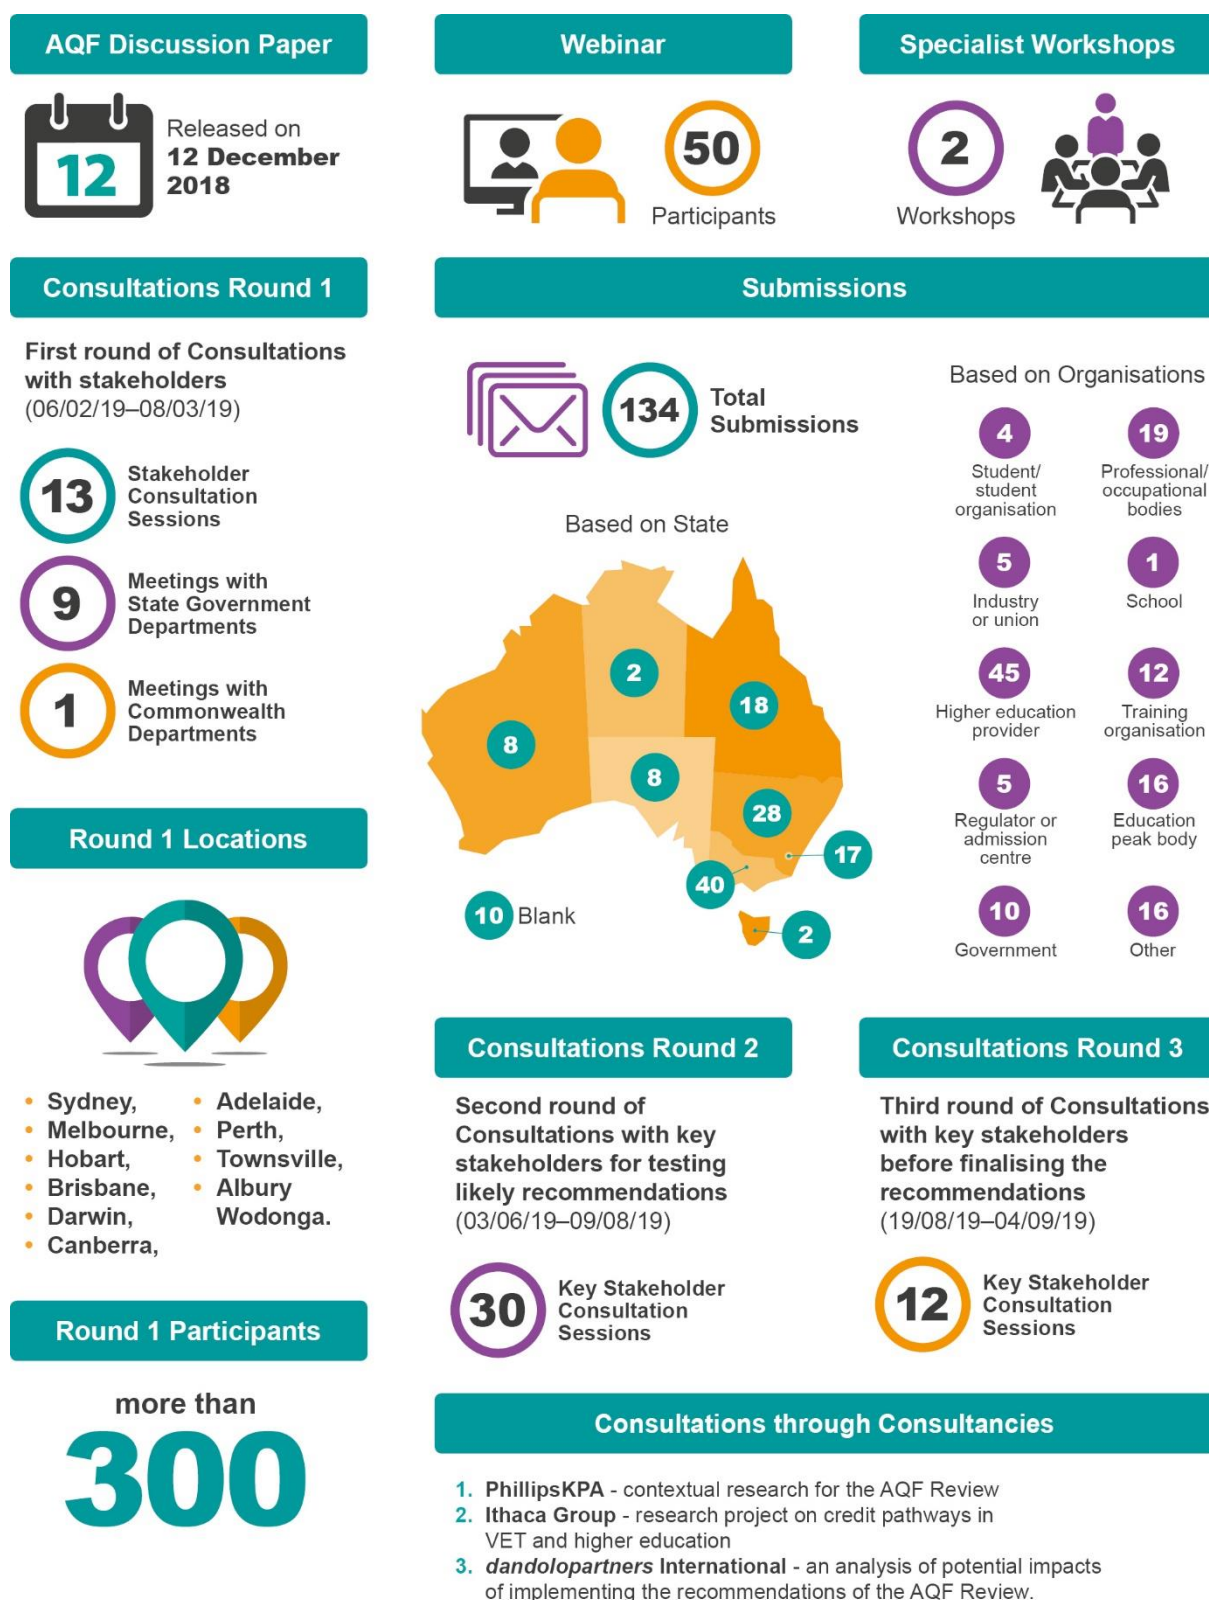 AQF Discussion Paper
12
Released on
12 December
2018
Webinar
50
Participants
Specialist Workshops
2
Workshops
Consultations Round 1
First round of Consultations
with stakeholders
(06/02/19–08/03/19)
13
Stakeholder
Consultation
Sessions
9
Meetings with
State Government
Departments
1
Meetings with
Commonwealth
Departments
Submissions
134
Total
Submissions
Based on State
8
2
18
8
28
17
40
2
10 Blank
Based on Organisations
4
Student/
student
organisation
19
Professional/
occupational
bodies
5
Industry
or union
1
School
45
Higher education
provider
12
Training
organisation
5
Regulator or
admission
centre
16
Education
peak body
10
Government
16
Other
Round 1 Locations
• Sydney,
• Melbourne,
• Hobart,
• Brisbane,
• Darwin,
• Canberra,
• Adelaide,
• Perth,
• Townsville,
• Albury
Wodonga.
Round 1 Participants
more than
300
Consultations Round 2
Second round of
Consultations with key
stakeholders for testing
likely recommendations
(03/06/19–09/08/19)
30
Key Stakeholder
Consultation
Sessions
Consultations Round 3
Third round of Consultations
with key stakeholders
before finalising the
recommendations
(19/08/19–04/09/19)
12
Key Stakeholder
Consultation
Sessions
Consultations through Consultancies
1. PhillipsKPA - contextual research for the AQF Review
2. Ithaca Group - research project on credit pathways in
VET and higher education
3. dandolopartners International - an analysis of potential impacts
of implementing the recommendations of the AQF Review.